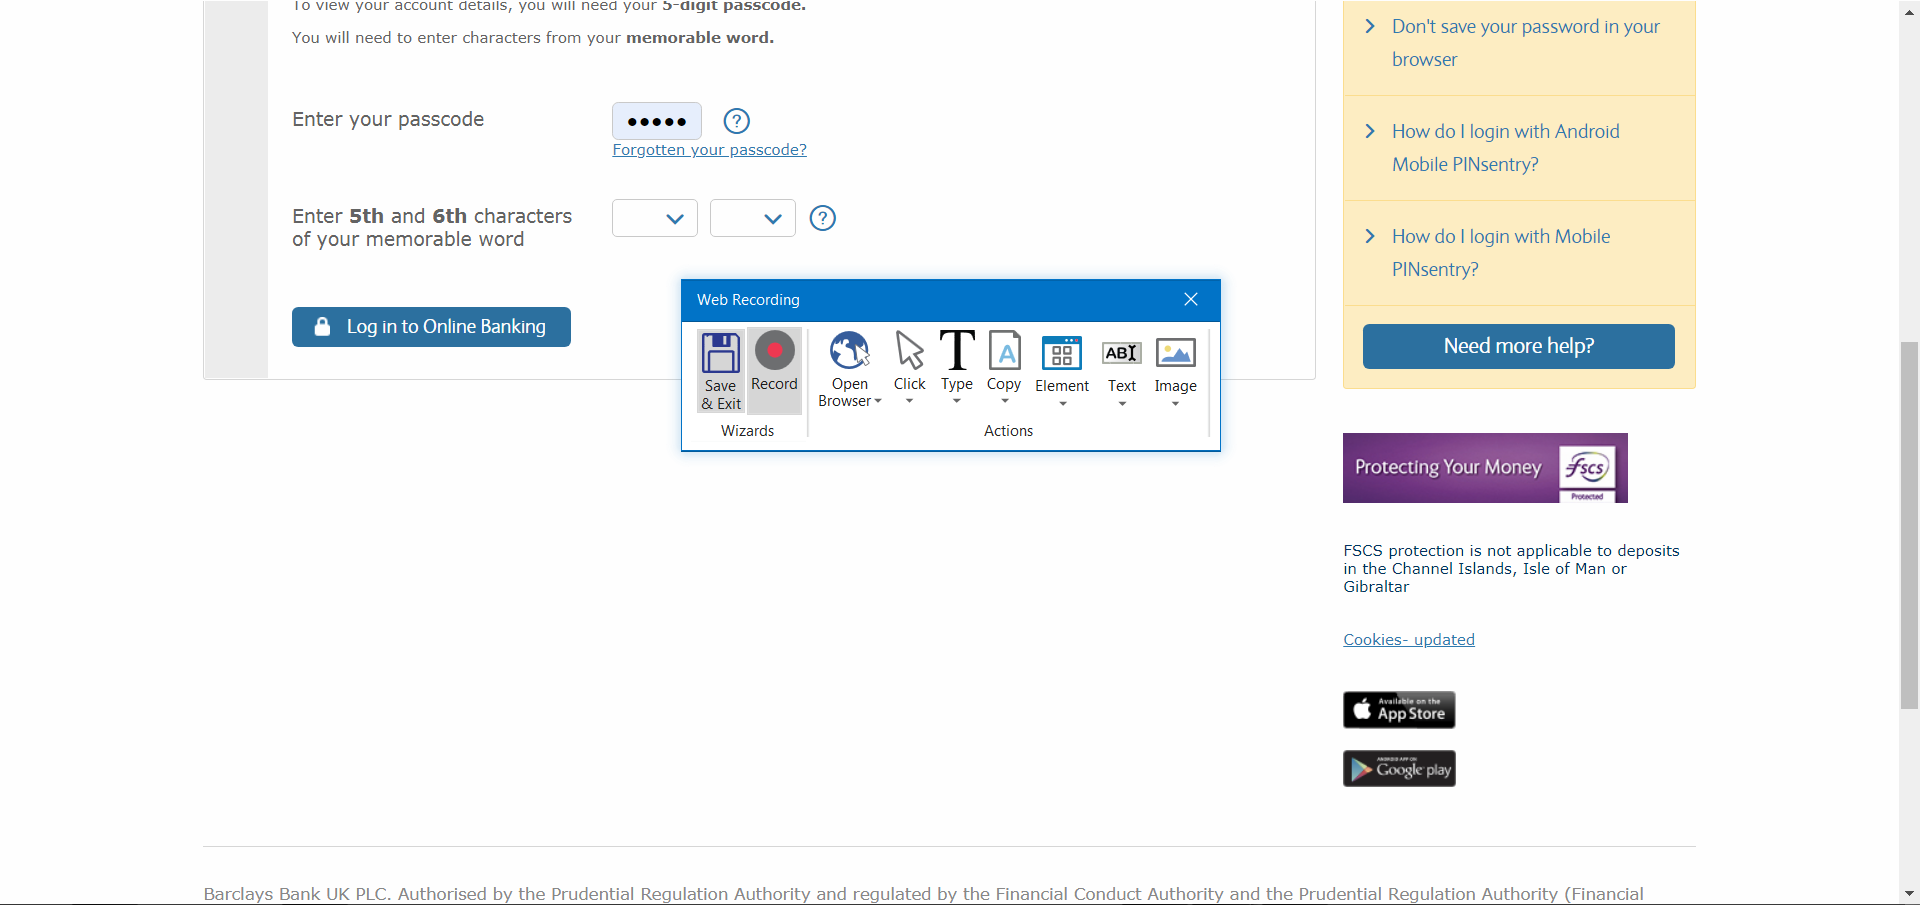 To view your account details, you will need your 5-digit passcode.
You will need to enter characters from your memorable word.
Enter your passcode
Forgotten your passcode?
Enter 5th and 6th characters
of your memorable word
Log in to Online Banking
Web Recording
Save
& Exit
Record
Open
Browser
Click
Type
Copy
Element
Text
Image
Wizards
Actions
Don't save your password in your
browser
How do I login with Android
Mobile PINsentry?
How do I login with Mobile
PINsentry?
Need more help?
Protecting Your Money
fscs
Protected
FSCS protection is not applicable to deposits
in the Channel Islands, Isle of Man or
Gibraltar
Cookies- updated
Available on the
App Store
ANDROID APP ON
Google play
Barclays Bank UK PLC. Authorised by the Prudential Regulation Authority and regulated by the Financial Conduct Authority and the Prudential Regulation Authority (Financial